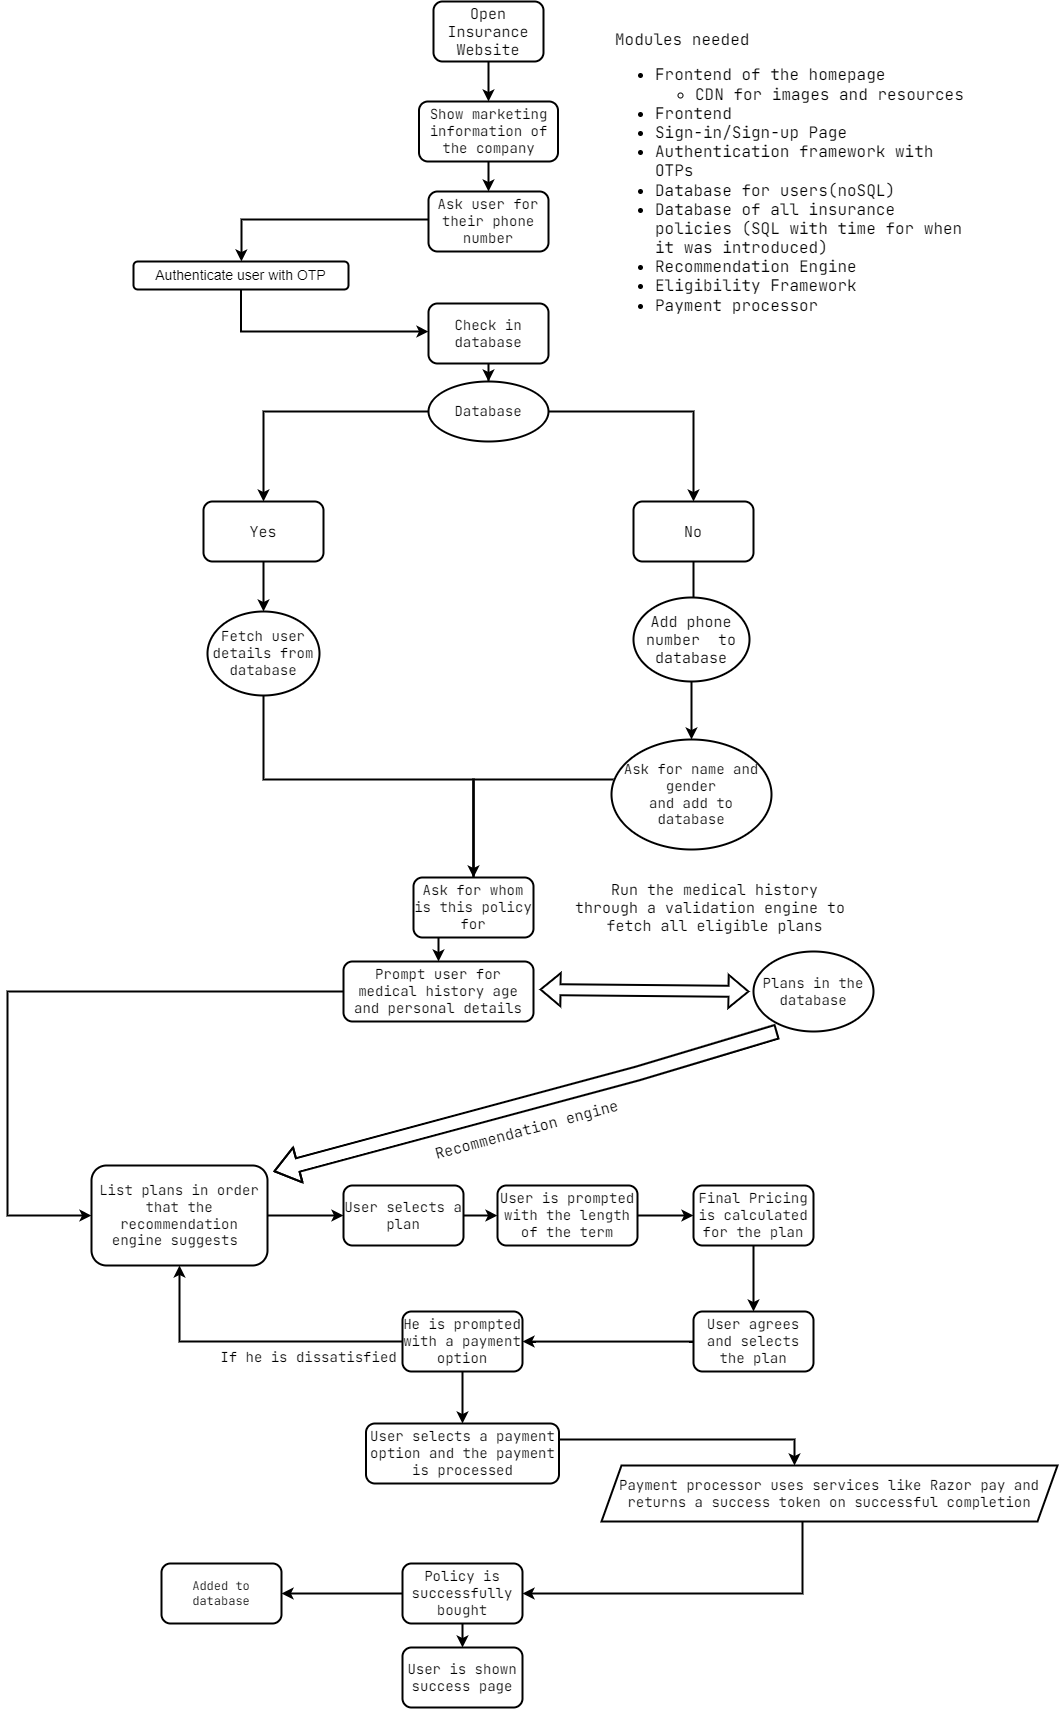 Open
Insurance
Website
Modules needed
Frontend of the homepage
CDN for images and resources
Frontend
Sign-in/Sign-up Page
Authentication framework with
OTPs
Database for users(noSQL)
Database of all insurance
policies (SQL with time for when
it was introduced)
Recommendation Engine
Eligibility Framework
Payment processor
Show marketing
information of
the company
Ask user for
their phone
number
Authenticate user with OTP
Check in
database
Database
Yes
No
Fetch user
details from
database
Add phone
number to
database
Ask for name and
gender
and add to
database
Ask for whom
is this policy
for
Run the medical history
through a validation engine to
fetch all eligible plans
Prompt user for
medical history age
and personal details
Plans in the
database
Recommendation engine
List plans in order
that the
recommendation
engine suggests
User selects a
plan
User is prompted
with the length
of the term
Final Pricing
is calculated
for the plan
User agrees
and selects
the plan
He is prompted
with a payment
option
If he is dissatisfied
User selects a payment
option and the payment
is processed
Payment processor uses services like Razor pay and
returns a success token on successful completion
Policy is
successfully
bought
Added to
database
User is shown
success page